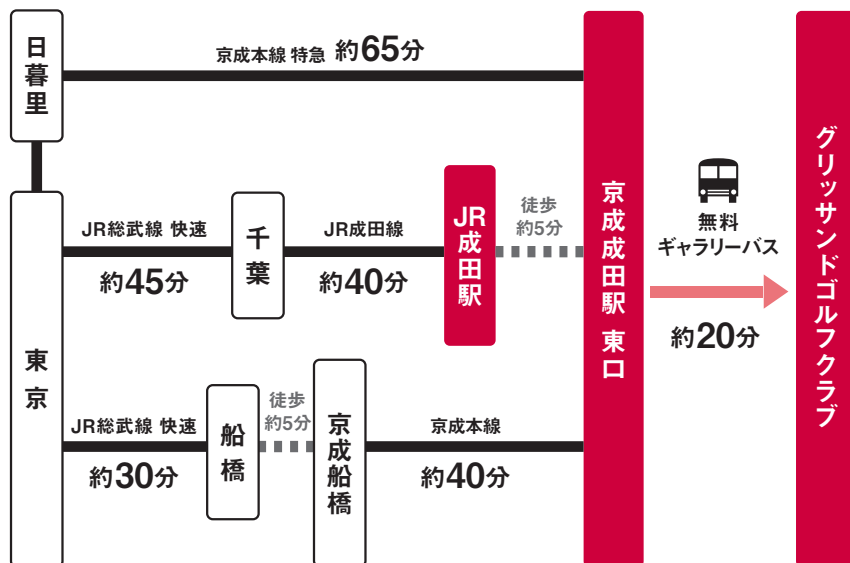 日暮里
京成本線 特急 約65分
東京
JR総武線 快速
約45分
千葉
JR成田線
約40分
JR成田駅
徒歩
約5分
JR総武線 快速
約30分
船橋
徒歩
約5分
京成船橋
京成本線
約40分
京成成田駅 東口
無料
ギャラリーバス
約20分
グリッサンドゴルフクラブ